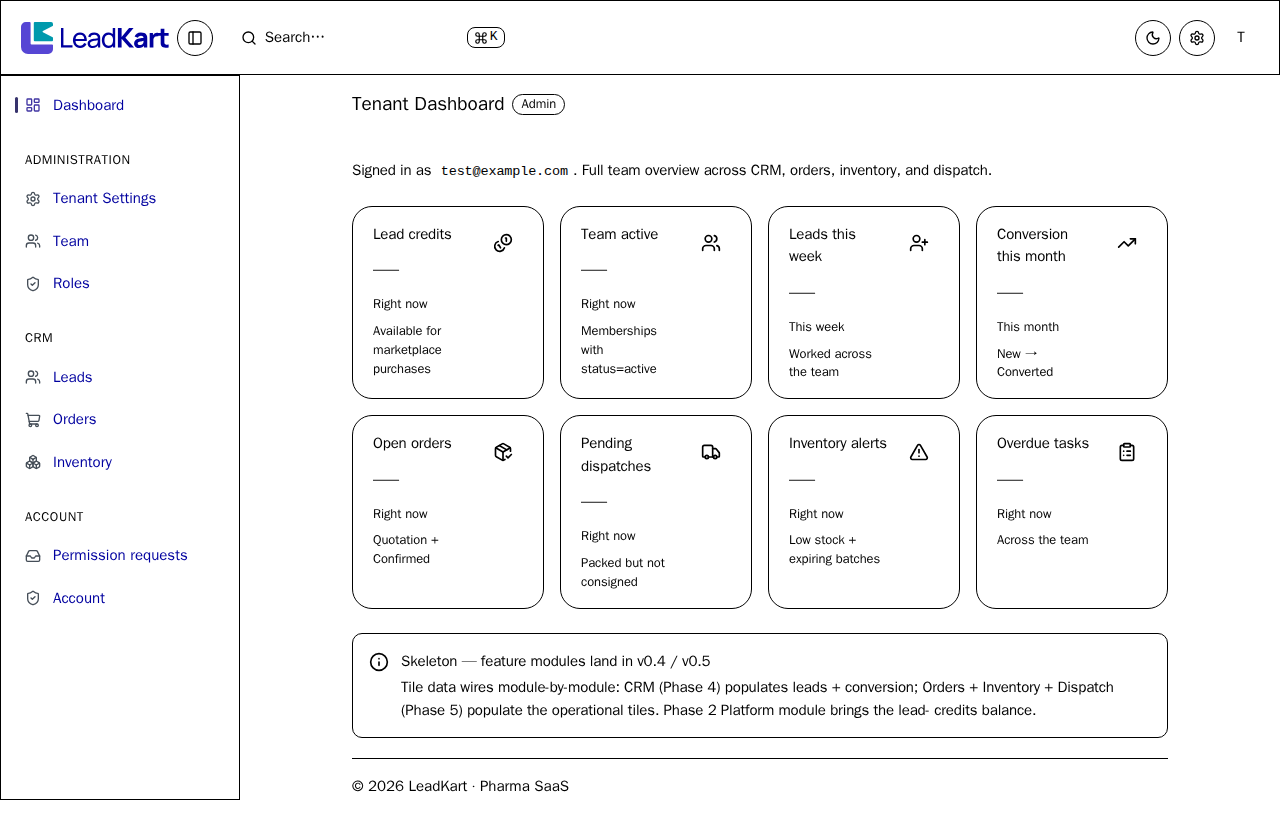 LeadKart
Search…
⌘K
T
Dashboard
ADMINISTRATION
Tenant Settings
Team
Roles
CRM
Leads
Orders
Inventory
ACCOUNT
Permission requests
Account
Tenant Dashboard Admin
Signed in as test@example.com. Full team overview across CRM, orders, inventory, and dispatch.
Lead credits
—
Right now
Available for
marketplace
purchases
Team active
—
Right now
Memberships
with
status=active
Leads this
week
—
This week
Worked across
the team
Conversion
this month
—
This month
New →
Converted
Open orders
—
Right now
Quotation +
Confirmed
Pending
dispatches
—
Right now
Packed but not
consigned
Inventory alerts
—
Right now
Low stock +
expiring batches
Overdue tasks
—
Right now
Across the team
Skeleton — feature modules land in v0.4 / v0.5
Tile data wires module-by-module: CRM (Phase 4) populates leads + conversion; Orders + Inventory + Dispatch
(Phase 5) populate the operational tiles. Phase 2 Platform module brings the lead- credits balance.
© 2026 LeadKart · Pharma SaaS